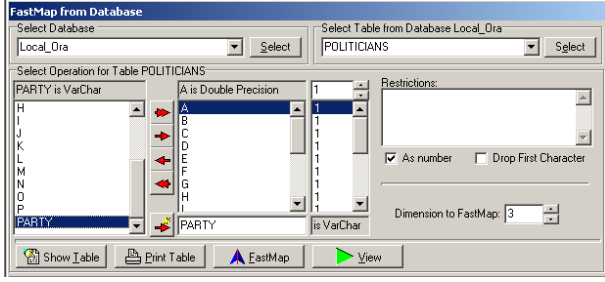 FastMap from Database
Select Database
Select Table from Database Local_Ora
Local_Ora
Select
POLITICIANS
Select
Select Operation for Table POLITICIANS
PARTY is VarChar
A is Double Precision
1
Restrictions:
H
I
J
K
L
M
N
O
P
PARTY
A
B
C
D
E
F
G
H
I
1
1
1
1
1
1
1
1
1
As number
Drop First Character
Dimension to FastMap: 3
PARTY
is VarChar
Show Table
Print Table
FastMap
View